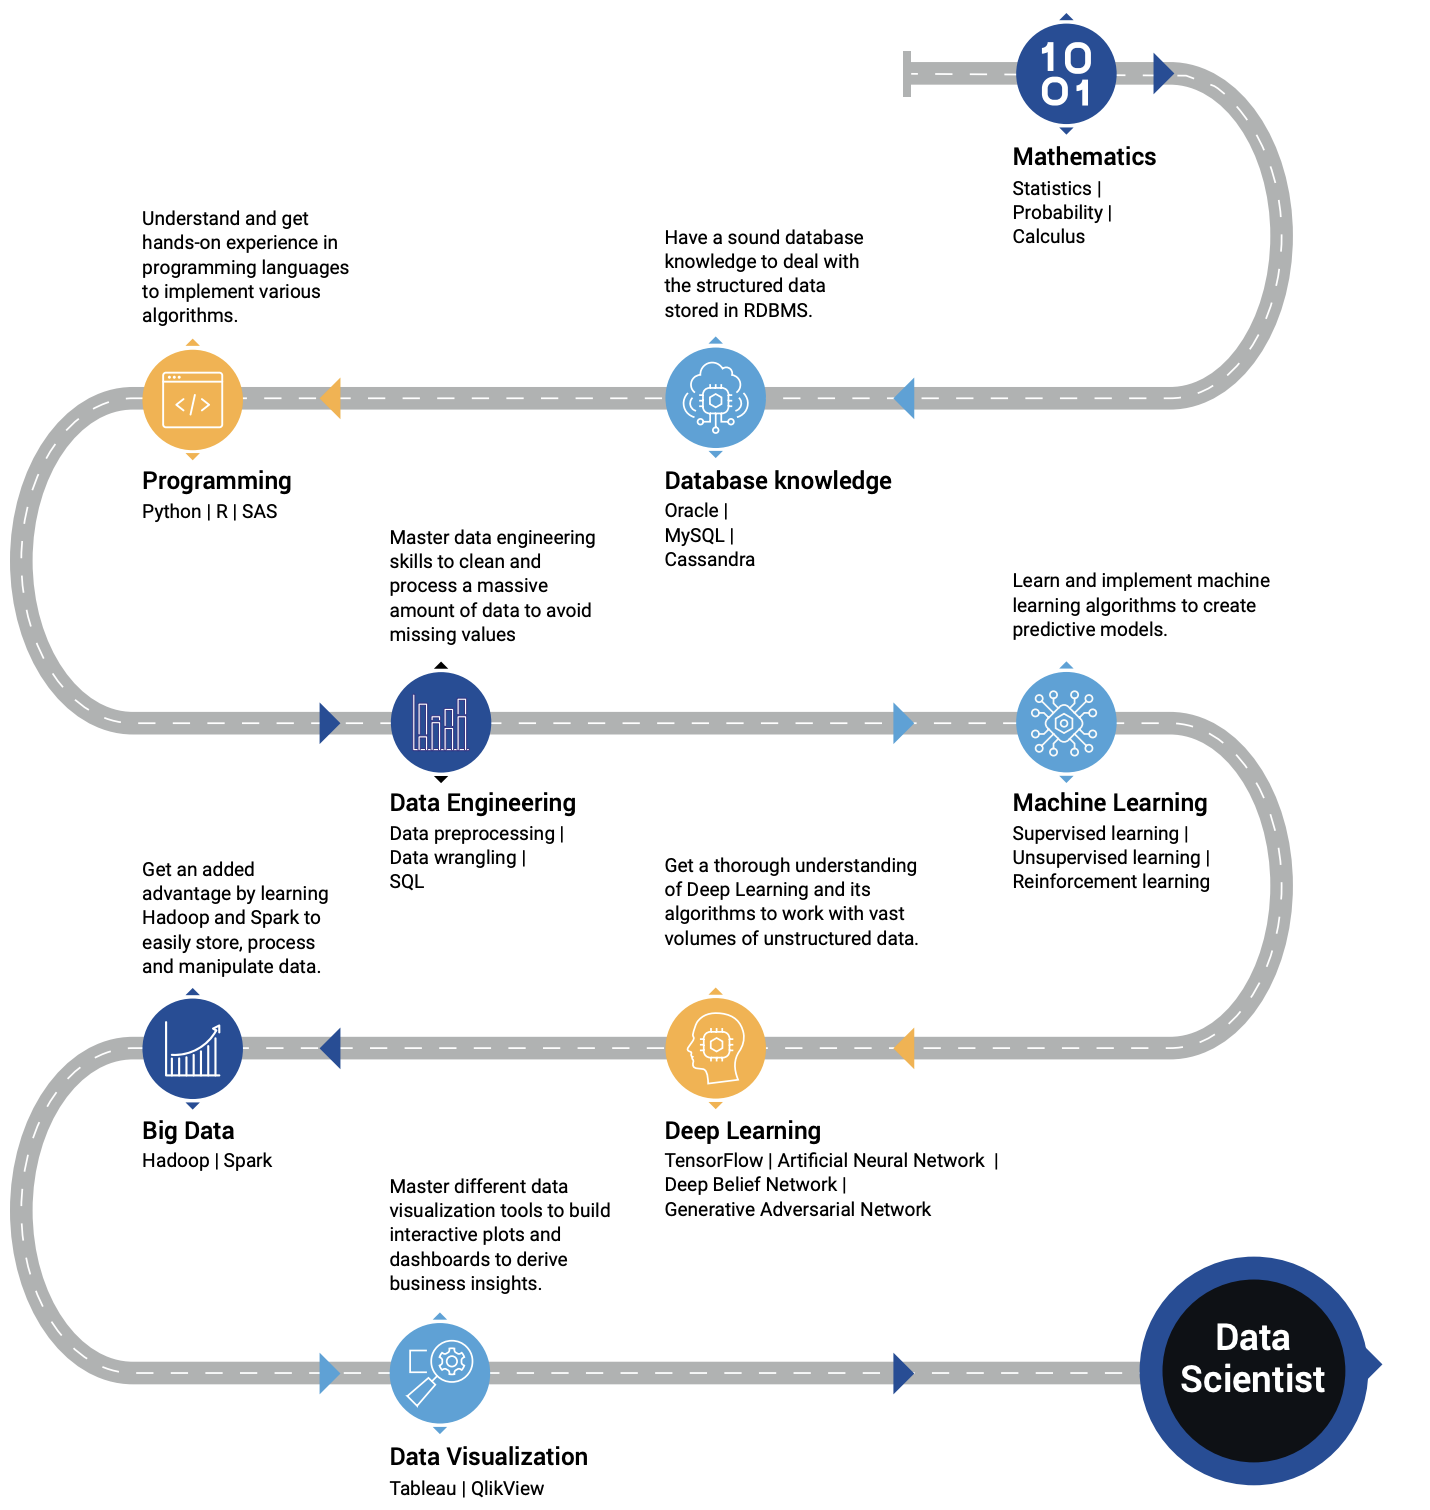 10
01
Mathematics
Statistics |
Probability |
Calculus
Have a sound database
knowledge to deal with
the structured data
stored in RDBMS.
Database knowledge
Oracle |
MySQL |
Cassandra
Understand and get
hands-on experience in
programming languages
to implement various
algorithms.
</>
Programming
Python | R | SAS
Master data engineering
skills to clean and
process a massive
amount of data to avoid
missing values
Data Engineering
Data preprocessing |
Data wrangling |
SQL
Learn and implement machine
learning algorithms to create
predictive models.
Machine Learning
Supervised learning |
Unsupervised learning |
Reinforcement learning
Get a thorough understanding
of Deep Learning and its
algorithms to work with vast
volumes of unstructured data.
Deep Learning
TensorFlow | Artificial Neural Network |
Deep Belief Network |
Generative Adversarial Network
Get an added
advantage by learning
Hadoop and Spark to
easily store, process
and manipulate data.
Big Data
Hadoop | Spark
Master different data
visualization tools to build
interactive plots and
dashboards to derive
business insights.
Data Visualization
Tableau | QlikView
Data
Scientist